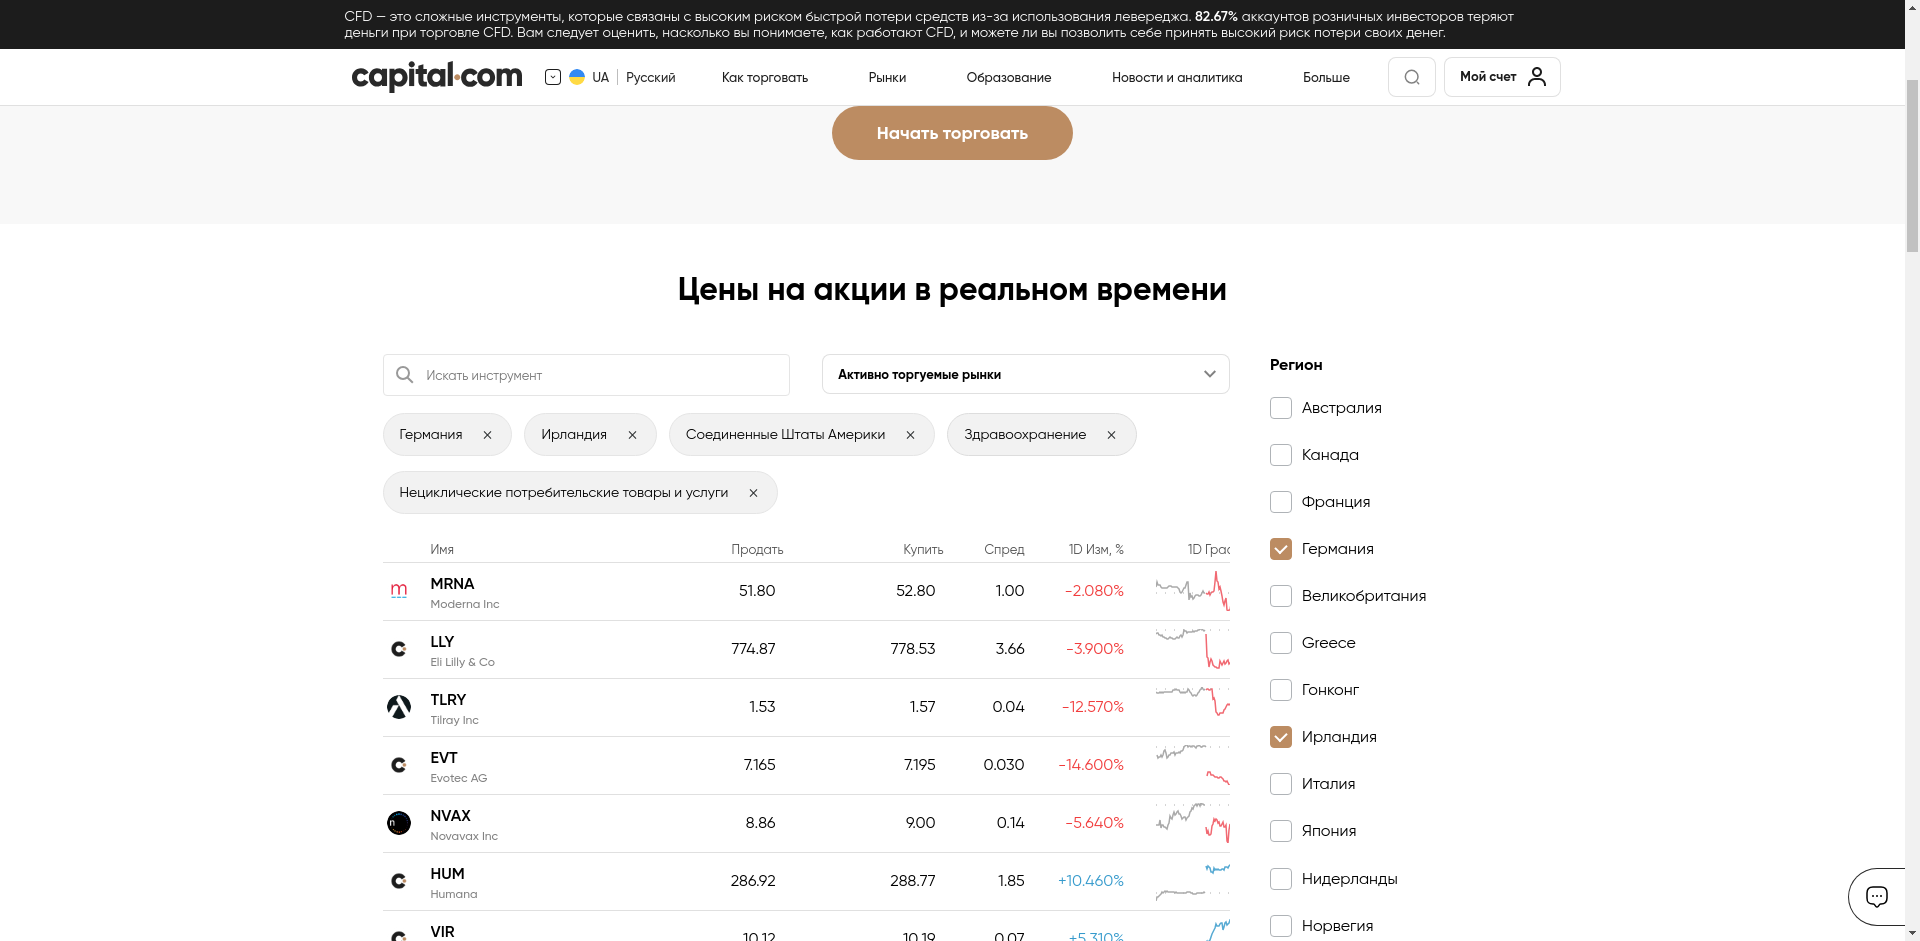 CFD — это сложные инструменты, которые связаны с высоким риском быстрой потери средств из-за использования левереджа. 82.67% аккаунтов розничных инвесторов теряют
деньги при торговле CFD. Вам следует оценить, насколько вы понимаете, как работают CFD, и можете ли вы позволить себе принять высокий риск потери своих денег.
capital.com UA Русский Как торговать Рынки Образование Новости и аналитика Больше Мой счет
Начать торговать
Цены на акции в реальном времени
Искать инструмент Активно торгуемые рынки
Германия Ирландия Соединенные Штаты Америки Здравоохранение
Нециклические потребительские товары и услуги
Имя Продать Купить Спред 1D Изм, %
MRNA 51.80 52.80 1.00 -2.080%
Moderna Inc
LLY 774.87 778.53 3.66 -3.900%
Eli Lilly & Co
TLRY 1.53 1.57 0.04 -12.570%
Tilray Inc
EVT 7.165 7.195 0.030 -14.600%
Evotec AG
NVAX 8.86 9.00 0.14 -5.640%
Novavax Inc
HUM 286.92 288.77 1.85 +10.460%
Humana
VIR 10.12 10.19 0.07 +5.310%
Регион
Австралия
Канада
Франция
Германия
Великобритания
Greece
Гонконг
Ирландия
Италия
Япония
Нидерланды
Норвегия